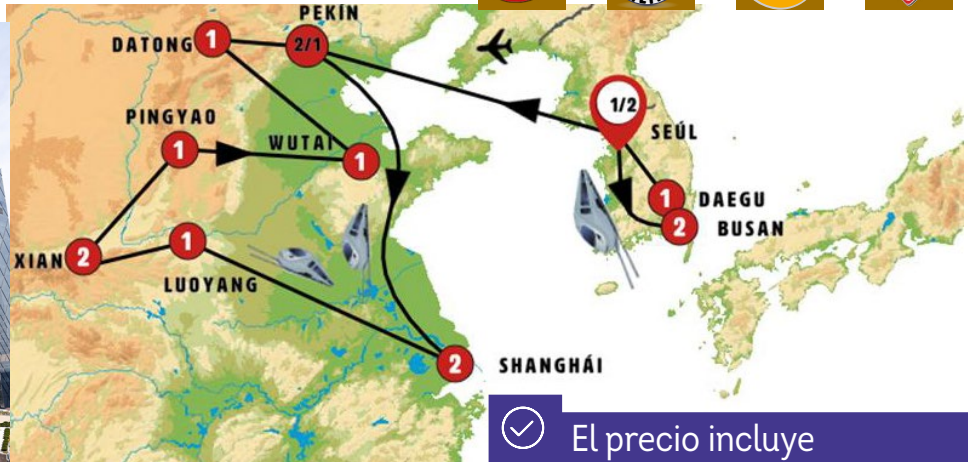 PEKIN
DATONG
1
2/1
PINGYAO
1
WUTAI
1
1/2
SEÚL
1
DAEGU
2
BUSAN
XIAN
2
1
LUOYANG
2
SHANGHÁI
El precio incluye